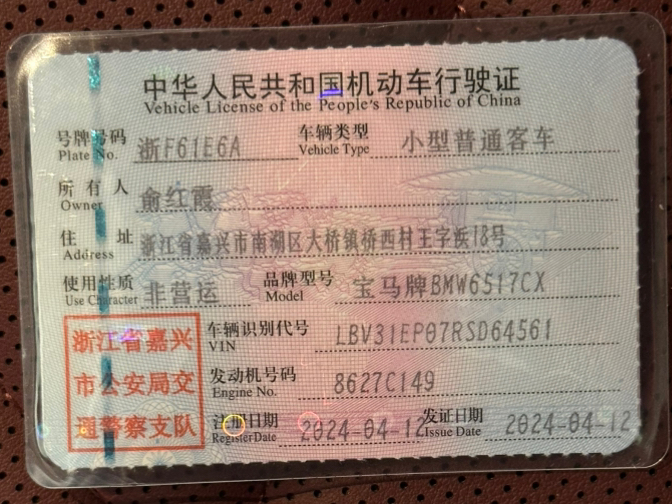 中华人民共和国机动车行驶证
Vehicle License of the People's Republic of China
号牌号码 浙F61E6A 车辆类型 小型普通客车
Plate No. Vehicle Type
所有人 俞红霞
Owner
住址 浙江省嘉兴市南湖区大桥镇桥西村王字浜18号
Address
使用性质 非营运 品牌型号 宝马牌BMW6517CX
Use Character Model
浙江省嘉兴 车辆识别代号 LBV31EP07RSD64561
VIN
市公安局交 发动机号码 8627C149
Engine No.
通警察支队 注册日期 2024-04-12 发证日期 2024-04-12
Register Date Issue Date